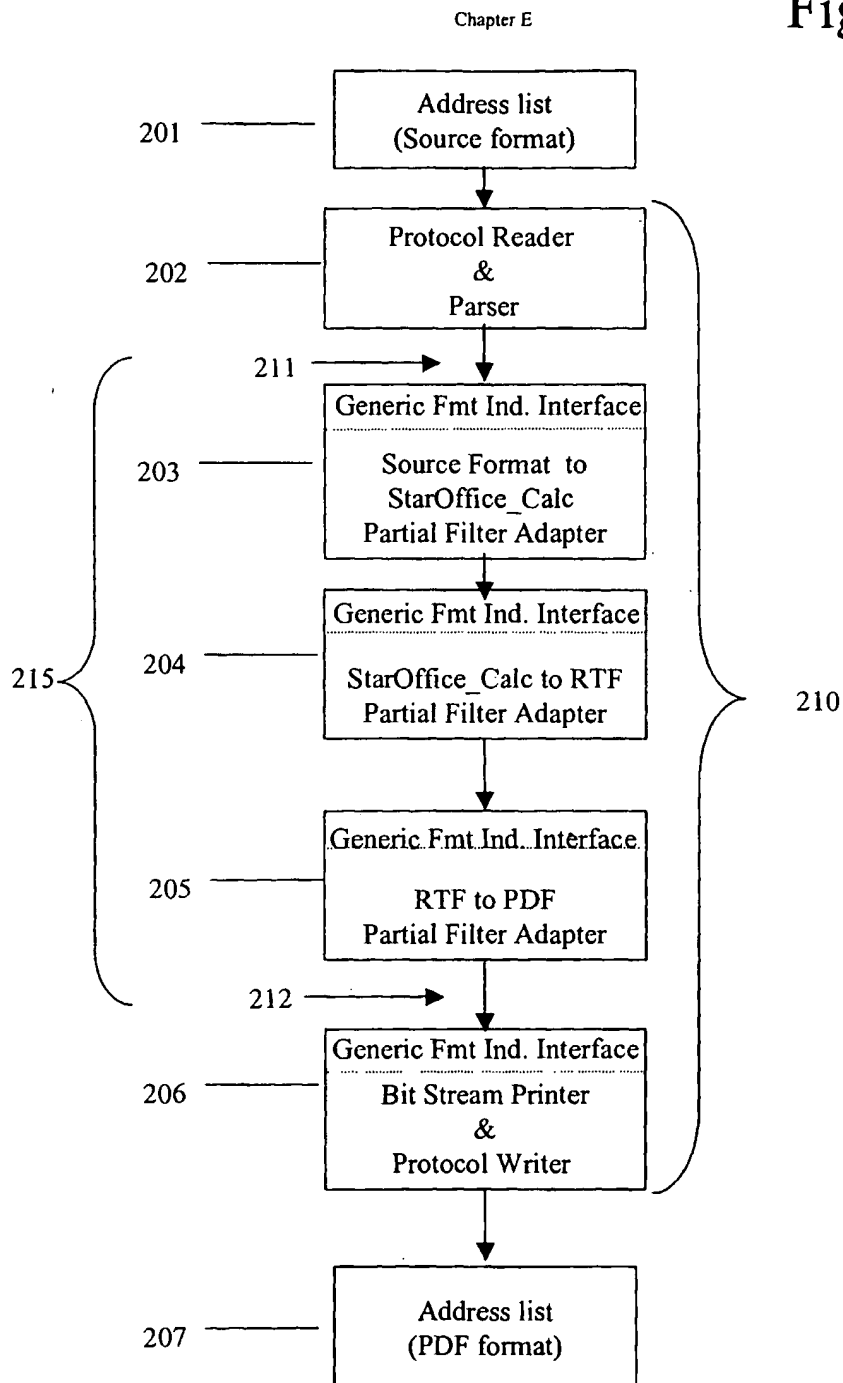 Chapter E
Fig
201
Address list
(Source format)
202
Protocol Reader
&
Parser
211
Generic Fmt Ind. Interface
203
Source Format to
StarOffice_Calc
Partial Filter Adapter
Generic Fmt Ind. Interface
204
StarOffice_Calc to RTF
Partial Filter Adapter
215
210
Generic Fmt Ind. Interface
205
RTF to PDF
Partial Filter Adapter
212
Generic Fmt Ind. Interface
206
Bit Stream Printer
&
Protocol Writer
207
Address list
(PDF format)